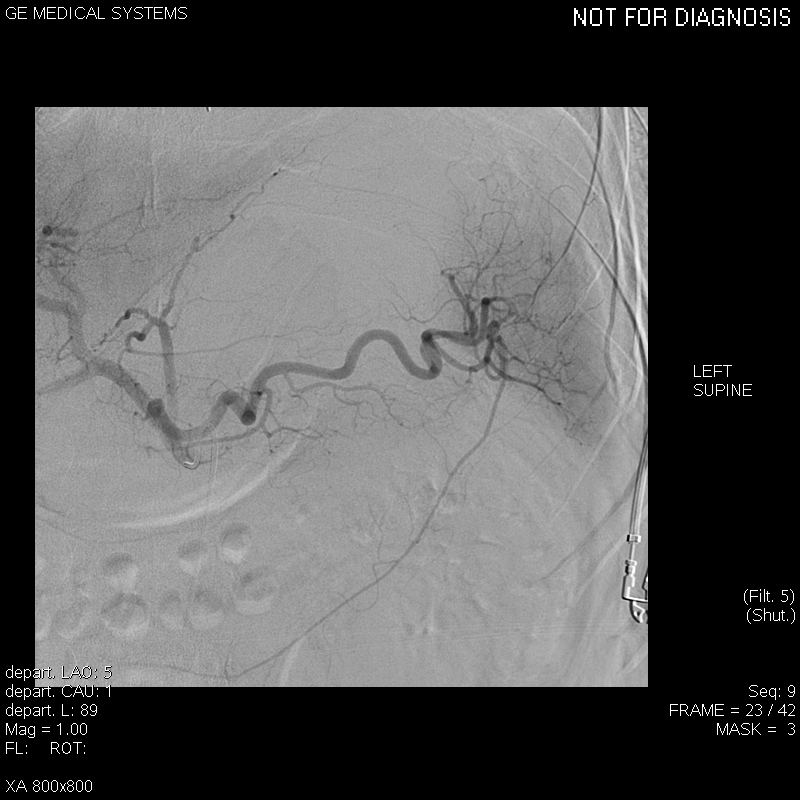 GE MEDICAL SYSTEMS
NOT FOR DIAGNOSIS
LEFT
SUPINE
(Filt. 5)
(Shut.)
depart. LAO: 5
depart. CAU: 1
depart. L: 89
Mag = 1.00
FL: ROT:
Seq: 9
FRAME = 23 / 42
MASK = 3
XA 800x800